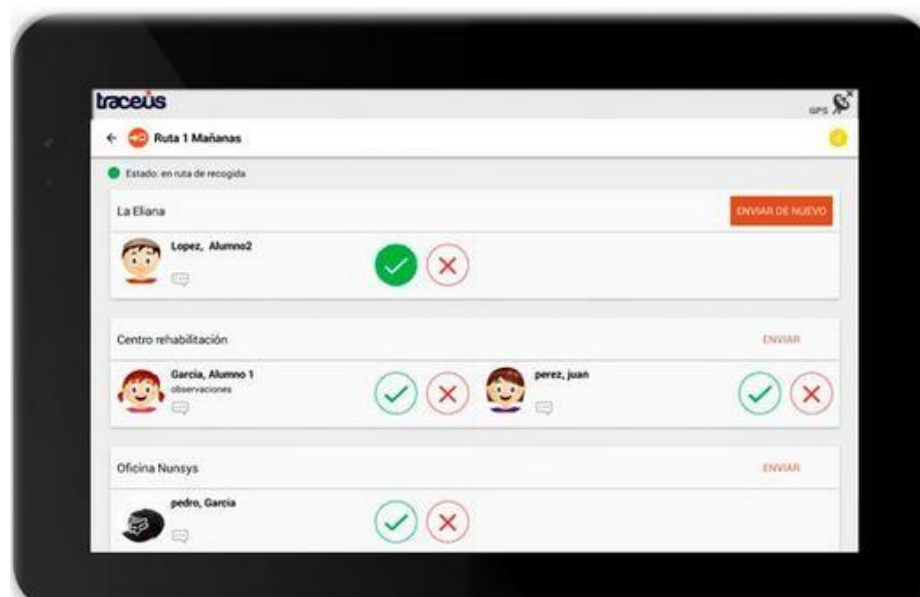 traceus
GPS
Ruta 1 Mañanas
Estado: en ruta de recogida
La Eliana
ENVIAR DE NUEVO
Lopez, Alumno2
Centro rehabilitación
ENVIAR
Garcia, Alumno 1
observaciones
perez, juan
Oficina Nunsys
ENVIAR
pedro, Garcia